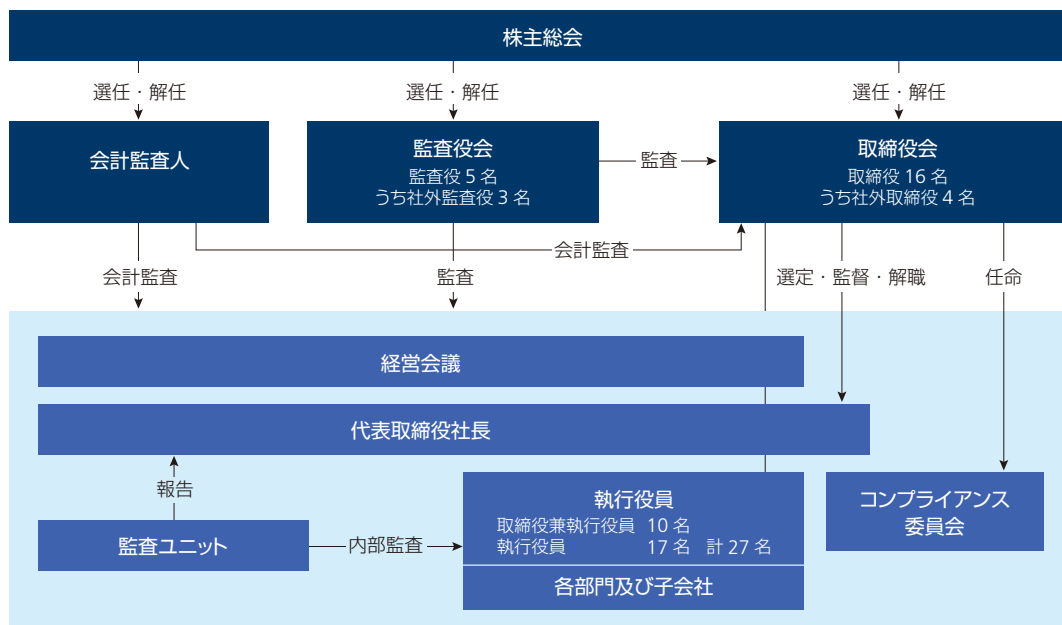 株主総会
選任・解任
選任・解任
選任・解任
会計監査人
監査役会
監査役 5 名
うち社外監査役 3 名
監査
取締役会
取締役 16 名
うち社外取締役 4 名
会計監査
会計監査
監査
選定・監督・解職
任命
経営会議
代表取締役社長
報告
監査ユニット
内部監査
執行役員
取締役兼執行役員 10 名
執行役員 17 名 計 27 名
各部門及び子会社
コンプライアンス
委員会